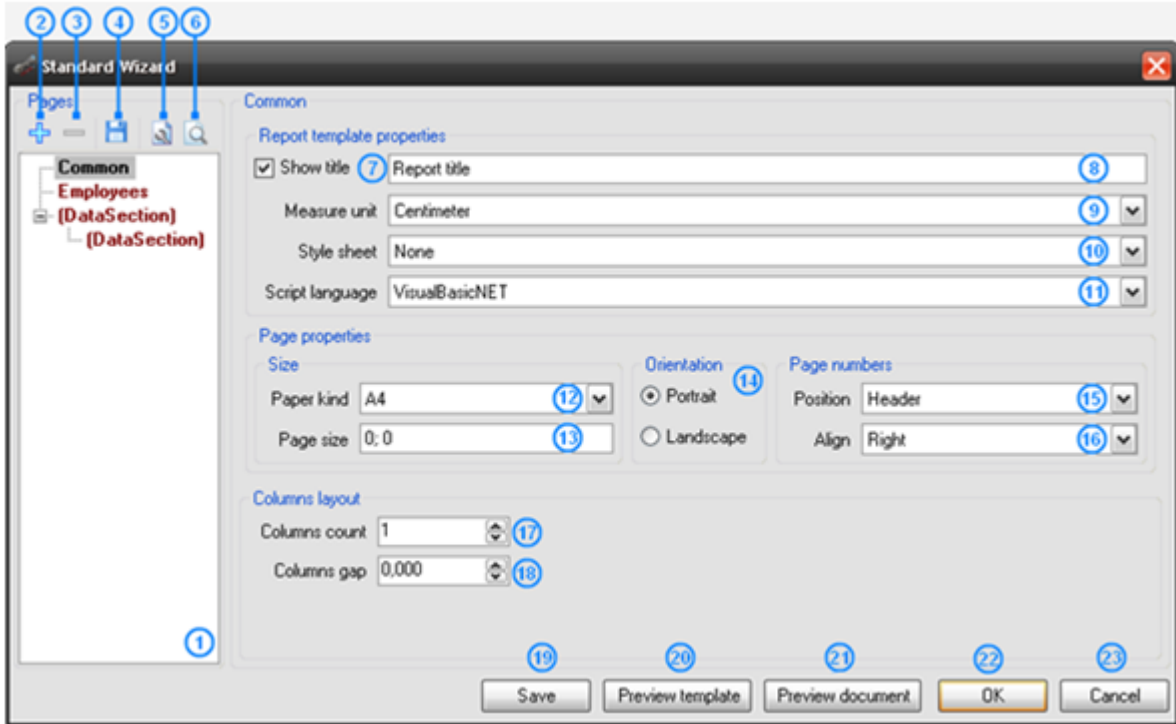 2 3 4 5 6
Standard Wizard
Pages
Common
Employees
(DataSection)
(DataSection)
1
Common
Report template properties
Show title 7 Report title 8
Measure unit Centimeter 9
Style sheet None 10
Script language VisualBasicNET 11
Page properties
Size
Paper kind A4 12
Page size 0; 0 13
Orientation 14
Portrait
Landscape
Page numbers
Position Header 15
Align Right 16
Columns layout
Columns count 1 17
Columns gap 0,000 18
19 20 21 22 23
Save Preview template Preview document OK Cancel